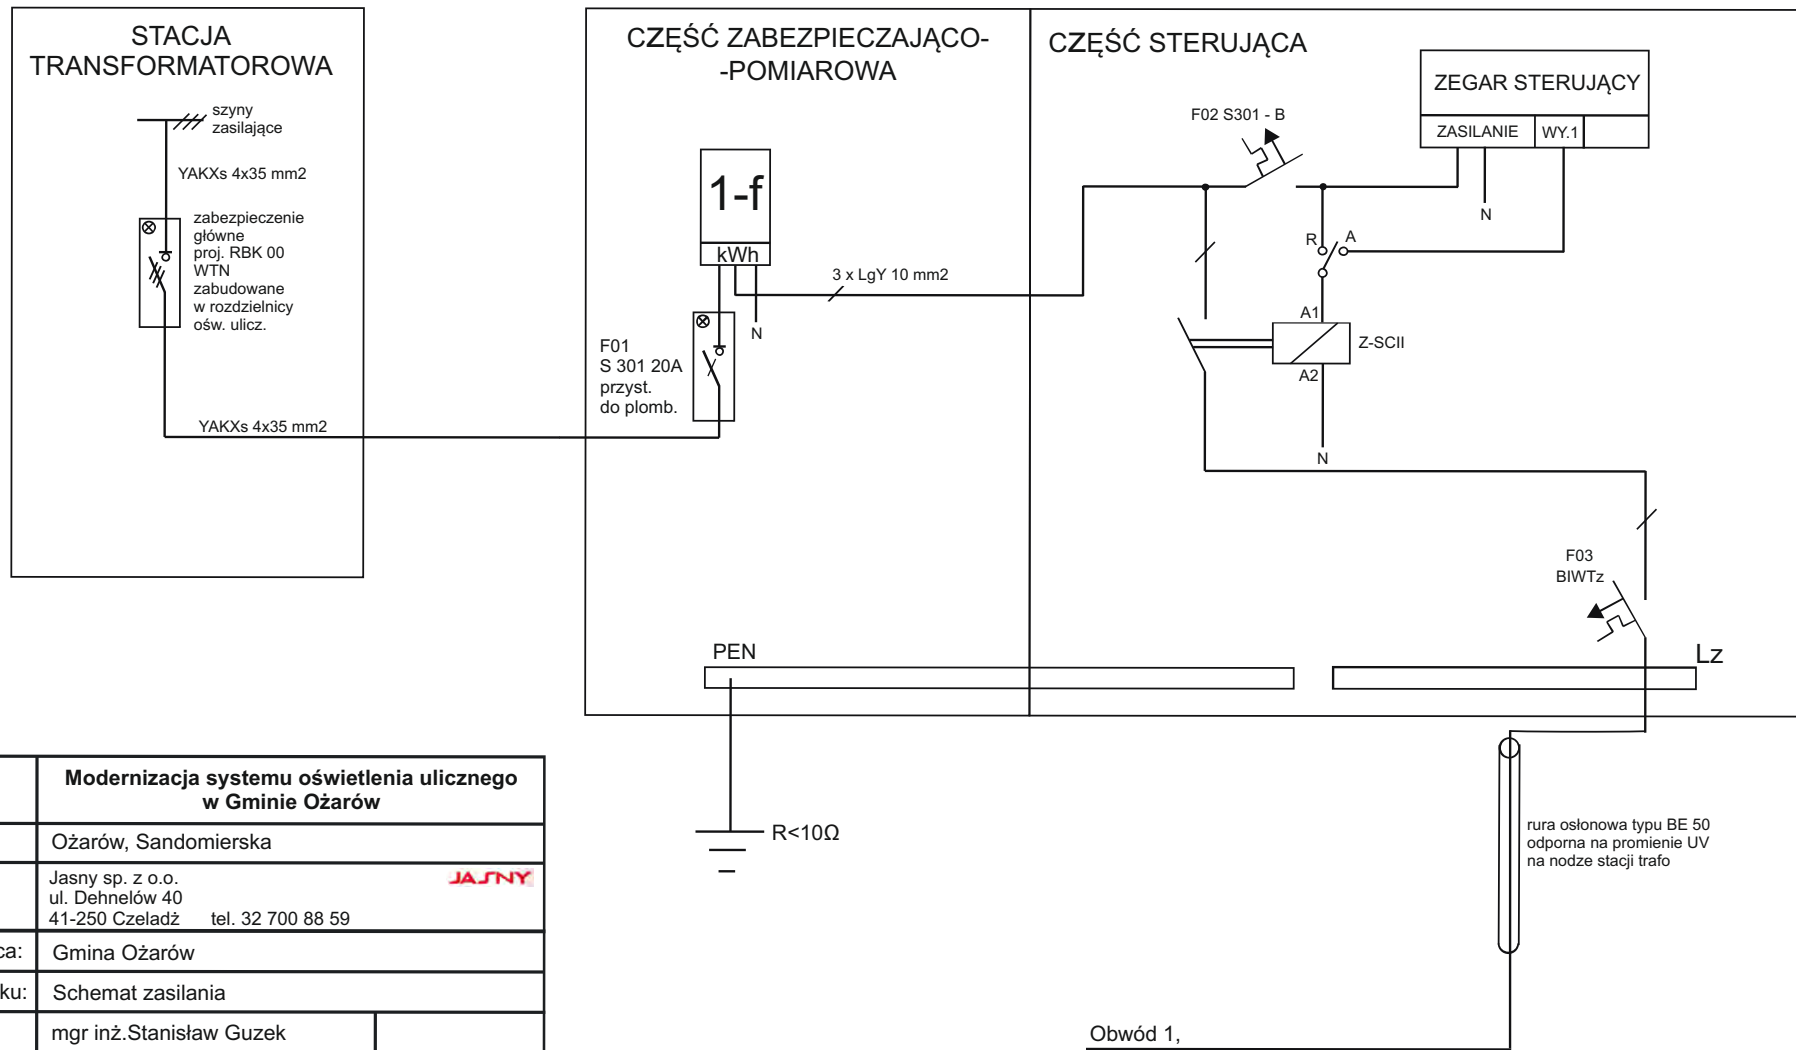 STACJA
TRANSFORMATOROWA
szyny
zasilające
YAKXs 4x35 mm2
zabezpieczenie
główne
proj. RBK 00
WTN
zabudowane
w rozdzielnicy
ośw. ulicz.
YAKXs 4x35 mm2
CZĘŚĆ ZABEZPIECZAJĄCO-
-POMIAROWA
1-f
kWh
N
F01
S 301 20A
przyst.
do plomb.
3 x LgY 10 mm2
PEN
R<10Ω
CZĘŚĆ STERUJĄCA
F02 S301 - B
ZEGAR STERUJĄCY
ZASILANIE
WY.1
N
R
A
A1
Z-SCII
A2
N
F03
BIWTz
Lz
rura osłonowa typu BE 50
odporna na promienie UV
na nodze stacji trafo
Obwód 1,
Modernizacja systemu oświetlenia ulicznego
w Gminie Ożarów
Ożarów, Sandomierska
Jasny sp. z o.o.
JASNY
ul. Dehnelów 40
41-250 Czeladż tel. 32 700 88 59
ca: Gmina Ożarów
ku: Schemat zasilania
mgr inż.Stanisław Guzek